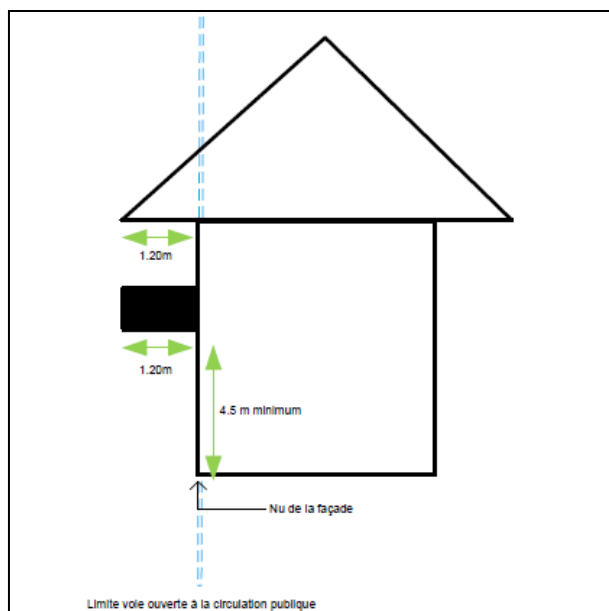 1.20m
1.20m
4.5 m minimum
Nu de la façade
Limite voie ouverte à la circulation publique